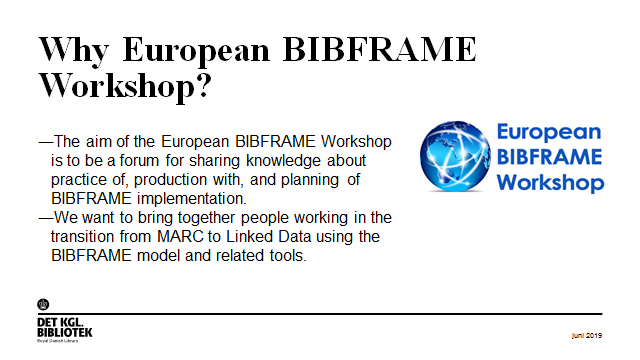 Why European BIBFRAME
Workshop?
—The aim of the European BIBFRAME Workshop
is to be a forum for sharing knowledge about
practice of, production with, and planning of
BIBFRAME implementation.
—We want to bring together people working in the
transition from MARC to Linked Data using the
BIBFRAME model and related tools.
European
BIBFRAME
Workshop
DET KGL.
BIBLIOTEK
Royal Danish Library
juni 2019